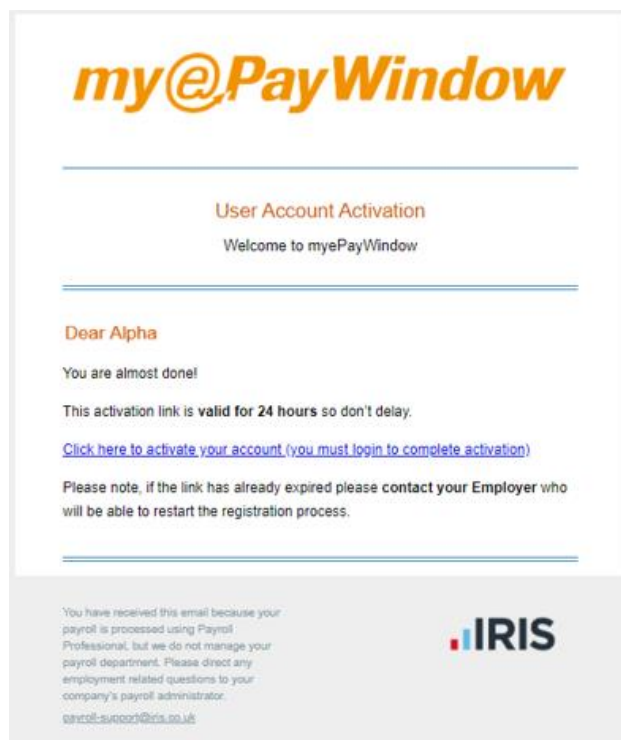 my@PayWindow
User Account Activation
Welcome to myePayWindow
Dear Alpha
You are almost done!
This activation link is valid for 24 hours so don't delay.
Click here to activate your account (you must login to complete activation)
Please note, if the link has already expired please contact your Employer who
will be able to restart the registration process.
You have received this email because your
payroll is processed using Payroll
Professional, but we do not manage your
payroll department. Please direct any
employment related questions to your
company's payroll administrator.
payroll-support@iris.co.uk
IRIS